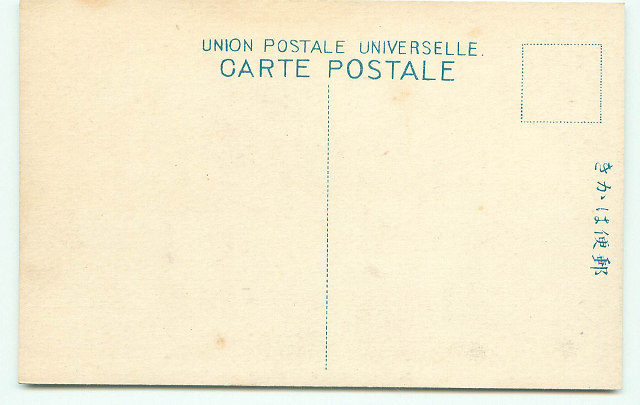 UNION POSTALE UNIVERSELLE.
CARTE POSTALE
きかは便郵